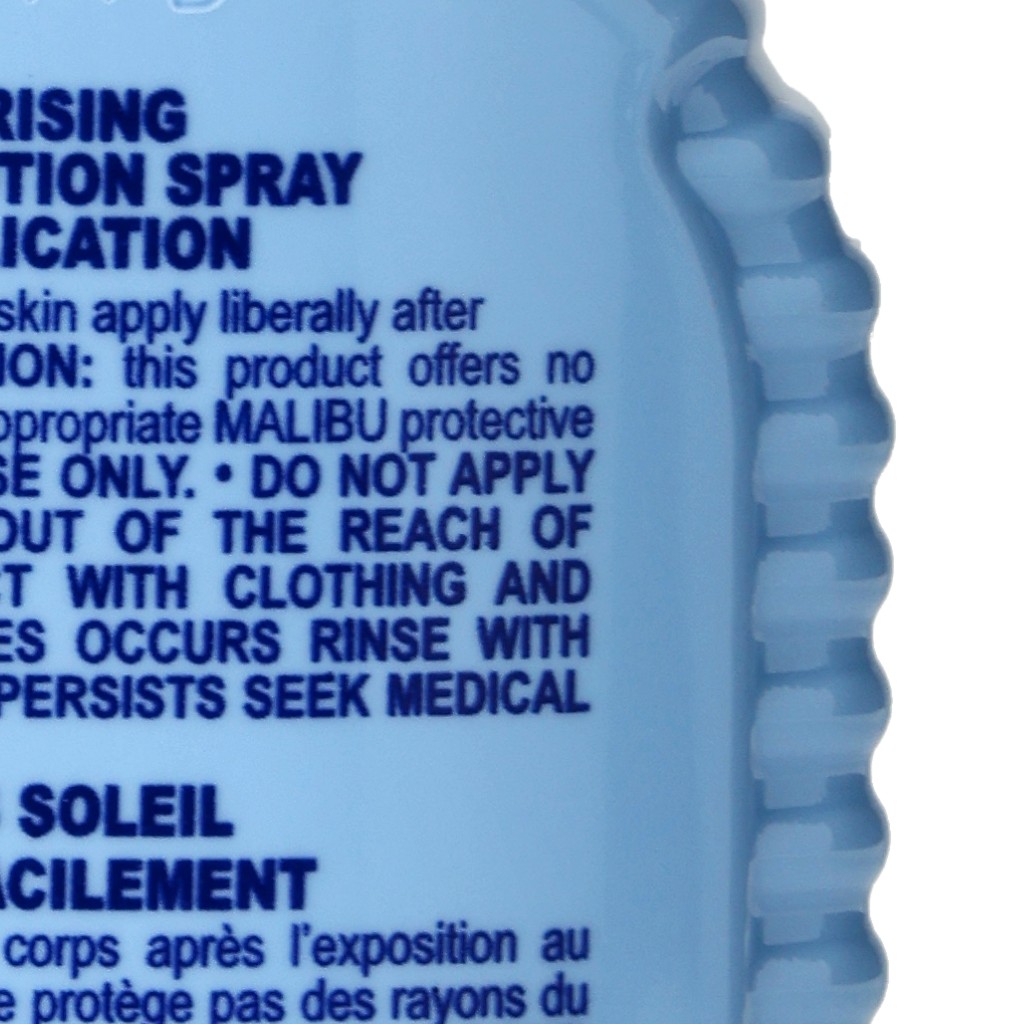 RISING
TION SPRAY
ICATION
skin apply liberally after
ION: this product offers no
ppropriate MALIBU protective
SE ONLY. • DO NOT APPLY
OUT OF THE REACH OF
CT WITH CLOTHING AND
ES OCCURS RINSE WITH
PERSISTS SEEK MEDICAL
SOLEIL
ACILEMENT
corps après l'exposition au
e protège pas des rayons du